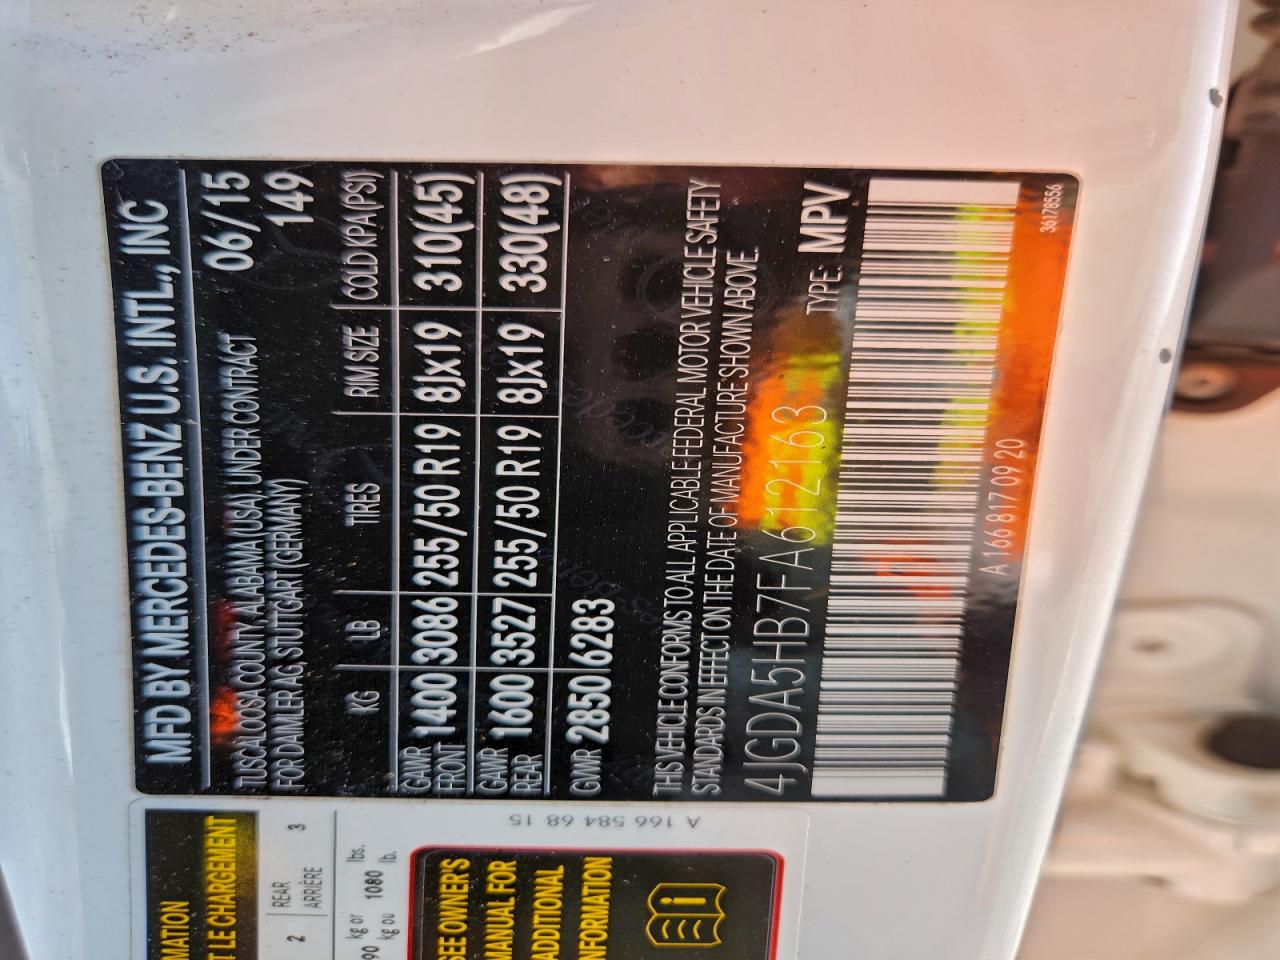 MFD BY MERCEDES-BENZ U.S. INTL., INC
TUSCALOOSA COUNTY, ALABAMA (USA), UNDER CONTRACT 06/15
FOR DAIMLER AG, STUTTGART (GERMANY) 149
KG LB TIRES RIM SIZE COLD KPA (PSI)
GAWR FRONT 1400 3086 255/50 R19 8Jx19 310(45)
GAWR REAR 1600 3527 255/50 R19 8Jx19 330(48)
GVWR 2850 6283
THIS VEHICLE CONFORMS TO ALL APPLICABLE FEDERAL MOTOR VEHICLE SAFETY
STANDARDS IN EFFECT ON THE DATE OF MANUFACTURE SHOWN ABOVE.
4JGDA5HB7FA612163 TYPE: MPV
A 166 817 09 20
36178556
A 166 584 68 15
MATION
T LE CHARGEMENT
2 REAR 3
ARRIÈRE
90 kg or 1080 lbs.
kg ou lb.
SEE OWNER'S
MANUAL FOR
ADDITIONAL
NFORMATION